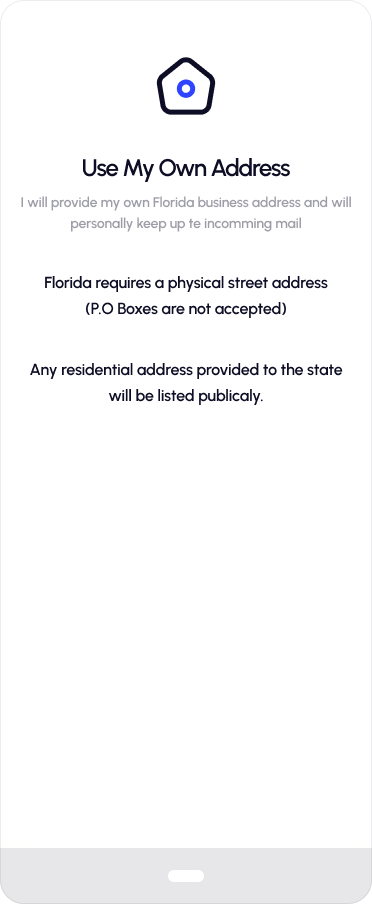 Use My Own Address
I will provide my own Florida business address and will
personally keep up te incomming mail
Florida requires a physical street address
(P.O Boxes are not accepted)
Any residential address provided to the state
will be listed publicaly.